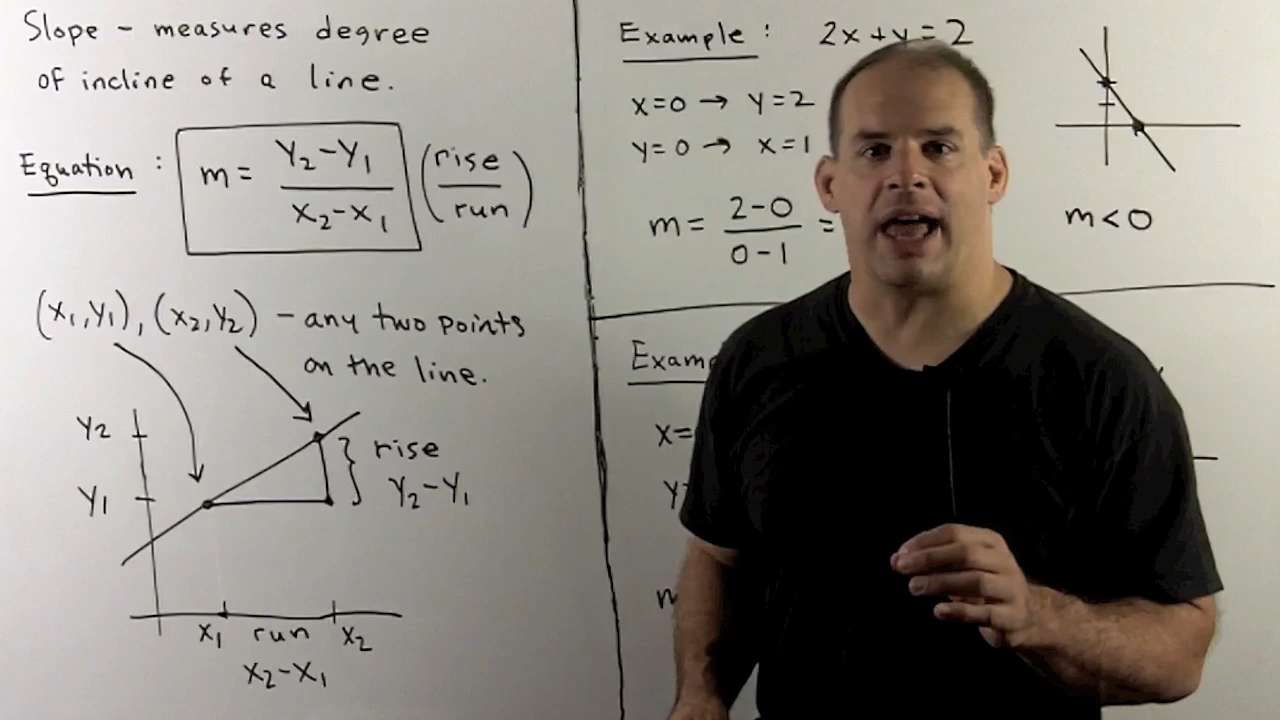 Slope - measures degree
of incline of a line.
Equation : m = Y₂-Y₁ / X₂-X₁ (rise / run)
(X₁,Y₁), (X₂,Y₂) - any two points
on the line.
Y₂
Y₁
rise
Y₂-Y₁
X₁ run X₂
X₂-X₁
Example : 2x+y=2
x=0 → y=2
y=0 → x=1
m = 2-0 / 0-1 =
m<0
x=